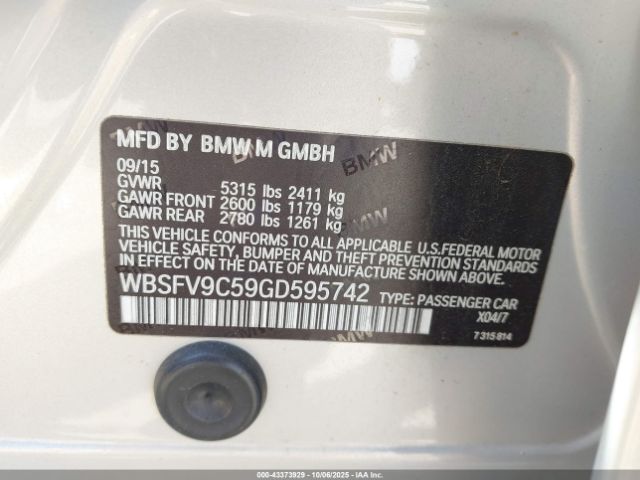 MFD BY BMW M GMBH
09/15
GVWR 5315 lbs 2411 kg
GAWR FRONT 2600 lbs 1179 kg
GAWR REAR 2780 lbs 1261 kg
THIS VEHICLE CONFORMS TO ALL APPLICABLE U.S.FEDERAL MOTOR
VEHICLE SAFETY, BUMPER AND THEFT PREVENTION STANDARDS
IN EFFECT ON THE DATE OF MANUFACTURE SHOWN ABOVE.
WBSFV9C59GD595742 TYPE: PASSENGER CAR
X04/7
7315814
000-43373929 - 10/06/2025 - IAA Inc.